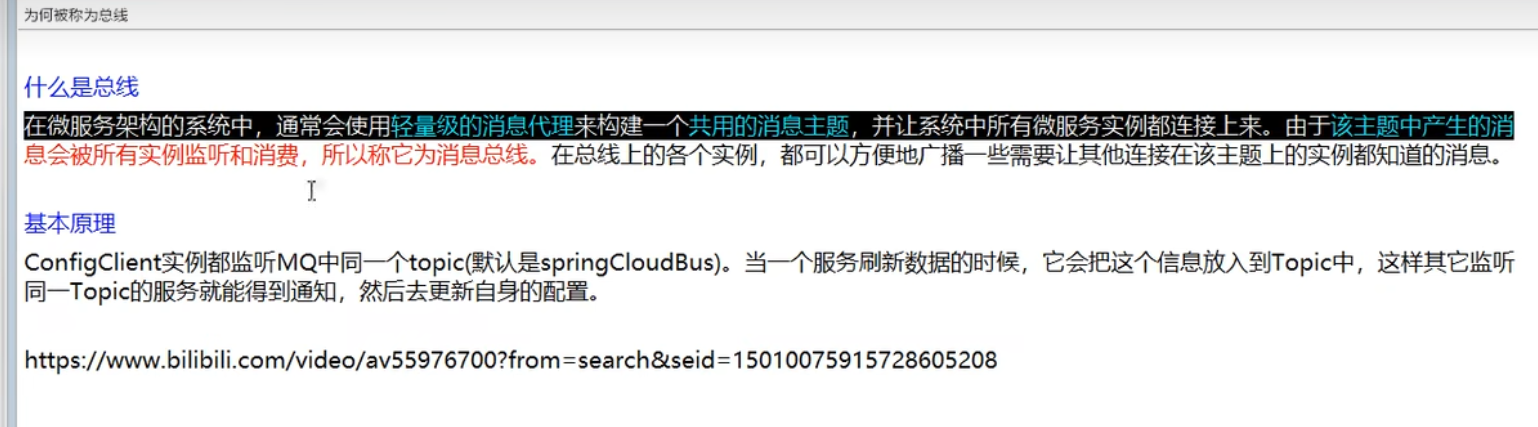 为何被称为总线
什么是总线
在微服务架构的系统中，通常会使用轻量级的消息代理来构建一个共用的消息主题，并让系统中所有微服务实例都连接上来。由于该主题中产生的消
息会被所有实例监听和消费，所以称它为消息总线。在总线上的各个实例，都可以方便地广播一些需要让其他连接在该主题上的实例都知道的消息。
基本原理
ConfigClient实例都监听MQ中同一个topic(默认是springCloudBus)。当一个服务刷新数据的时候，它会把这个信息放入到Topic中，这样其它监听
同一Topic的服务就能得到通知，然后去更新自身的配置。
https://www.bilibili.com/video/av55976700?from=search&seid=15010075915728605208